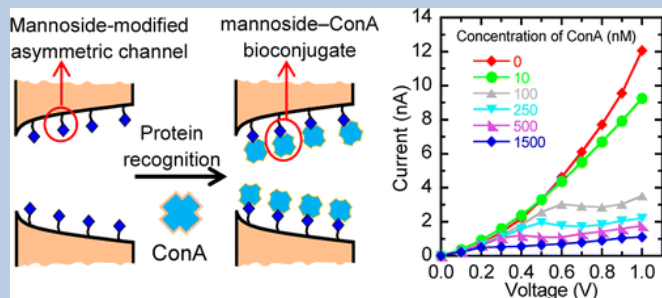 Mannoside-modified
asymmetric channel
mannoside–ConA
bioconjugate
Protein
recognition
ConA
Concentration of ConA (nM)
0
10
100
250
500
1500
Current (nA)
14
12
10
8
6
4
2
0
0.0 0.2 0.4 0.6 0.8 1.0
Voltage (V)